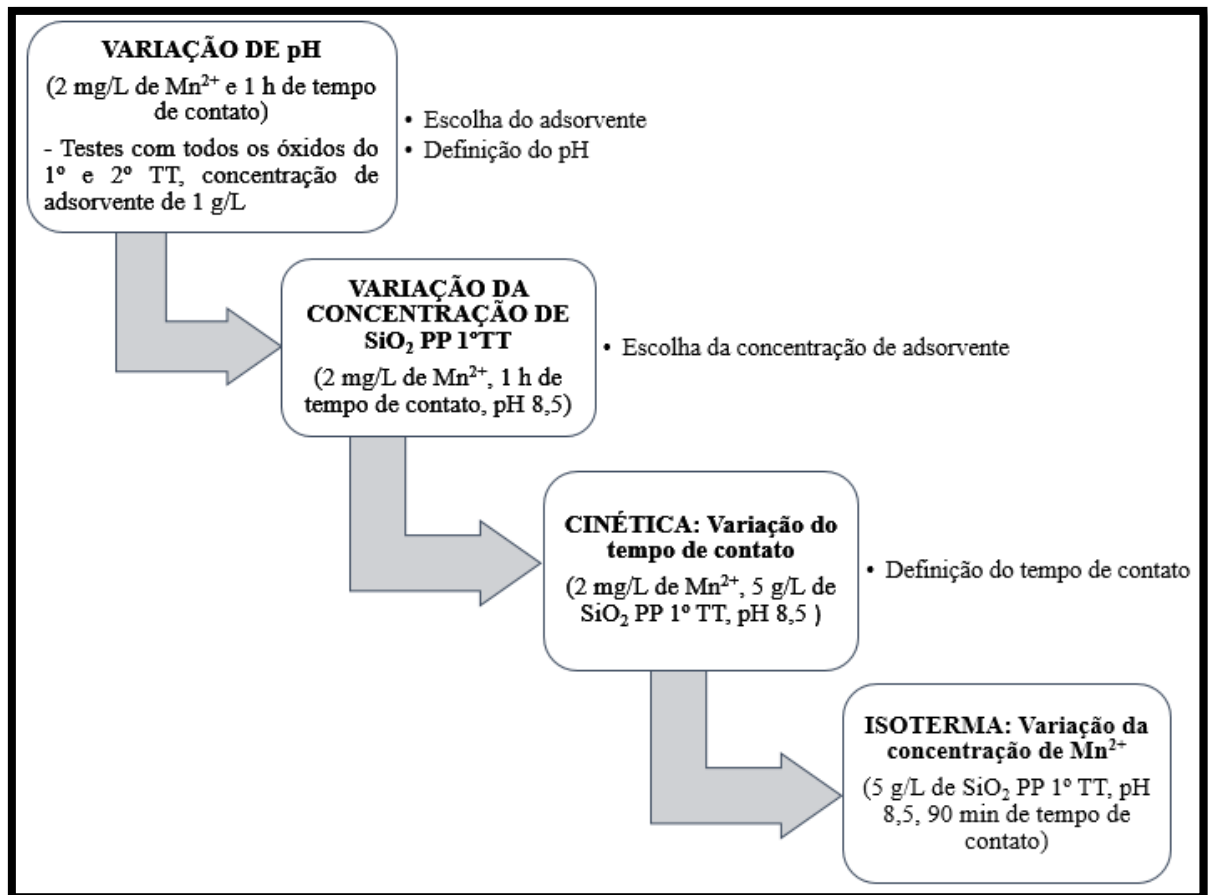 VARIAÇÃO DE pH
(2 mg/L de Mn²⁺ e 1 h de tempo
de contato)
- Testes com todos os óxidos do
1º e 2º TT, concentração de
adsorvente de 1 g/L
• Escolha do adsorvente
• Definição do pH
VARIAÇÃO DA
CONCENTRAÇÃO DE
SiO₂ PP 1ºTT
(2 mg/L de Mn²⁺, 1 h de
tempo de contato, pH 8,5)
• Escolha da concentração de adsorvente
CINÉTICA: Variação do
tempo de contato
(2 mg/L de Mn²⁺, 5 g/L de
SiO₂ PP 1º TT, pH 8,5 )
• Definição do tempo de contato
ISOTERMA: Variação da
concentração de Mn²⁺
(5 g/L de SiO₂ PP 1º TT, pH
8,5, 90 min de tempo de
contato)